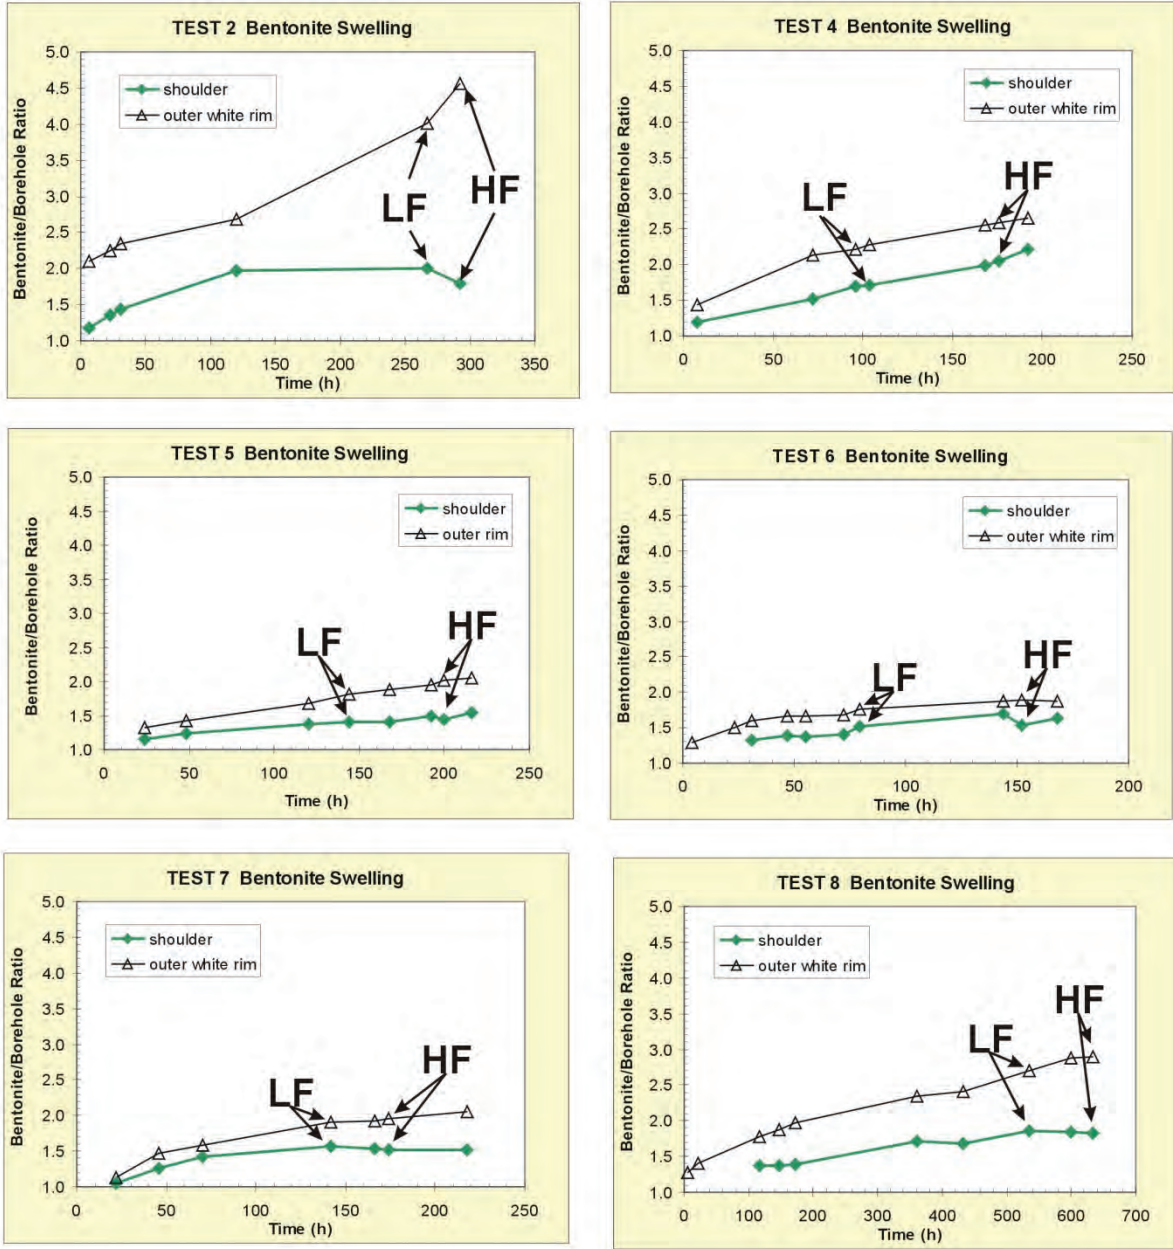 TEST 2 Bentonite Swelling
Bentonite/Borehole Ratio
5.0
4.5
4.0
3.5
3.0
2.5
2.0
1.5
1.0
shoulder
outer white rim
LF
HF
0 50 100 150 200 250 300 350
Time (h)
TEST 4 Bentonite Swelling
Bentonite/Borehole Ratio
5.0
4.5
4.0
3.5
3.0
2.5
2.0
1.5
1.0
shoulder
outer white rim
LF
HF
0 50 100 150 200 250
Time (h)
TEST 5 Bentonite Swelling
Bentonite/Borehole Ratio
5.0
4.5
4.0
3.5
3.0
2.5
2.0
1.5
1.0
shoulder
outer rim
LF
HF
0 50 100 150 200 250
Time (h)
TEST 6 Bentonite Swelling
Bentonite/Borehole Ratio
5.0
4.5
4.0
3.5
3.0
2.5
2.0
1.5
1.0
shoulder
outer white rim
LF
HF
0 50 100 150 200
Time (h)
TEST 7 Bentonite Swelling
Bentonite/Borehole Ratio
5.0
4.5
4.0
3.5
3.0
2.5
2.0
1.5
1.0
shoulder
outer white rim
LF
HF
0 50 100 150 200 250
Time (h)
TEST 8 Bentonite Swelling
Bentonite/Borehole Ratio
5.0
4.5
4.0
3.5
3.0
2.5
2.0
1.5
1.0
shoulder
outer white rim
LF
HF
0 100 200 300 400 500 600 700
Time (h)